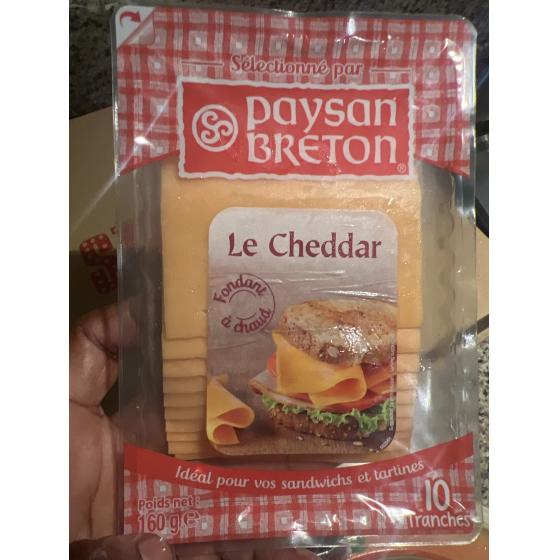 Sélectionné par
Paysan
BRETON
®
Le Cheddar
Fondant
à chaud
Idéal pour vos sandwichs et tartines
Poids net :
160 g e
10
Tranches